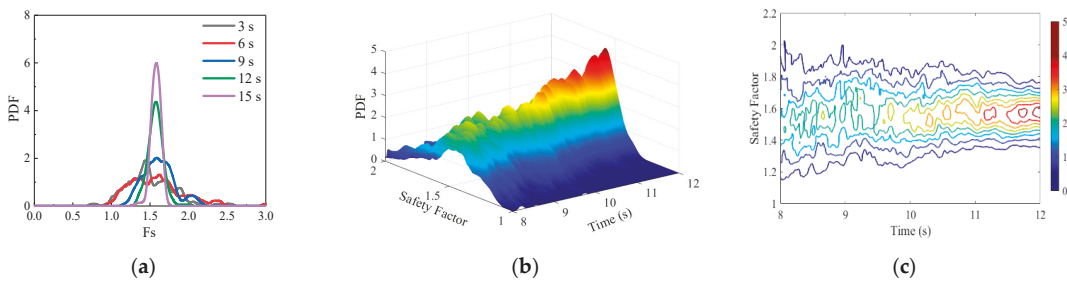 8
6
4
2
0
PDF
0.0 0.5 1.0 1.5 2.0 2.5 3.0
Fs
3 s
6 s
9 s
12 s
15 s
(a)
5
4
3
2
1
0
PDF
2
1.5
1
Safety Factor
8
9
10
11
12
Time (s)
(b)
2.2
2.0
1.8
1.6
1.4
1.2
1
Safety Factor
8 9 10 11 12
Time (s)
5
4
3
2
1
0
(c)